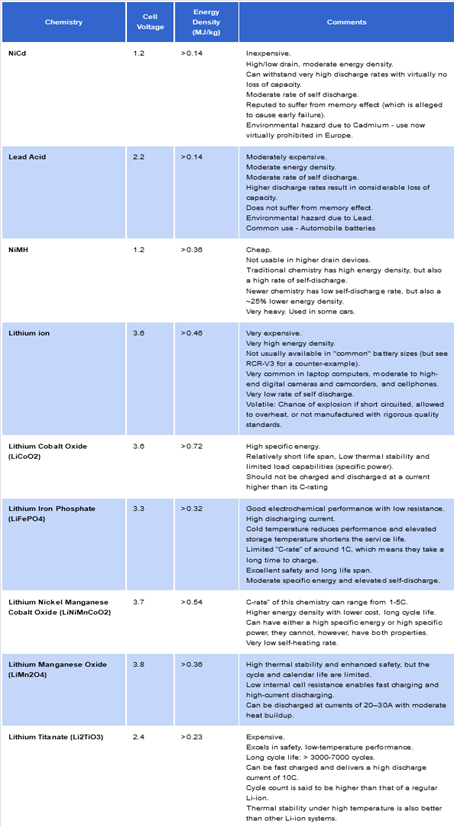 Chemistry
Cell
Voltage
Energy
Density
(MJ/kg)
Comments
NiCd
1.2
>0.14
Inexpensive.
High/low drain, moderate energy density.
Can withstand very high discharge rates with virtually no
loss of capacity.
Moderate rate of self discharge.
Reputed to suffer from memory effect (which is alleged
to cause early failure).
Environmental hazard due to Cadmium - use now
virtually prohibited in Europe.
Lead Acid
2.2
>0.14
Moderately expensive.
Moderate energy density.
Moderate rate of self discharge.
Higher discharge rates result in considerable loss of
capacity.
Does not suffer from memory effect.
Environmental hazard due to Lead.
Common use - Automobile batteries
NiMH
1.2
>0.36
Cheap.
Not usable in higher drain devices.
Traditional chemistry has high energy density, but also
a high rate of self-discharge.
Newer chemistry has low self-discharge rate, but also a
~25% lower energy density.
Very heavy. Used in some cars.
Lithium ion
3.6
>0.46
Very expensive.
Very high energy density.
Not usually available in "common" battery sizes (but see
RCR-V3 for a counter-example).
Very common in laptop computers, moderate to high-
end digital cameras and camcorders, and cellphones.
Very low rate of self discharge.
Volatile: Chance of explosion if short circuited, allowed
to overheat, or not manufactured with rigorous quality
standards.
Lithium Cobalt Oxide
(LiCoO2)
3.6
>0.72
High specific energy.
Relatively short life span, Low thermal stability and
limited load capabilities (specific power).
Should not be charged and discharged at a current
higher than its C-rating
Lithium Iron Phosphate
(LiFePO4)
3.3
>0.32
Good electrochemical performance with low resistance.
High discharging current.
Cold temperature reduces performance and elevated
storage temperature shortens the service life.
Limited "C-rate" of around 1C, which means they take a
long time to charge.
Excellent safety and long life span.
Moderate specific energy and elevated self-discharge.
Lithium Nickel Manganese
Cobalt Oxide (LiNiMnCoO2)
3.7
>0.54
C-rate" of this chemistry can range from 1-5C.
Higher energy density with lower cost, long cycle life.
Can have either a high specific energy or high specific
power, they cannot, however, have both properties.
Very low self-heating rate.
Lithium Manganese Oxide
(LiMn2O4)
3.8
>0.36
High thermal stability and enhanced safety, but the
cycle and calendar life are limited.
Low internal cell resistance enables fast charging and
high-current discharging.
Can be discharged at currents of 20–30A with moderate
heat buildup.
Lithium Titanate (Li2TiO3)
2.4
>0.23
Expensive.
Excels in safety, low-temperature performance.
Long cycle life: > 3000-7000 cycles.
Can be fast charged and delivers a high discharge
current of 10C.
Cycle count is said to be higher than that of a regular
Li-ion.
Thermal stability under high temperature is also better
than other Li-ion systems.